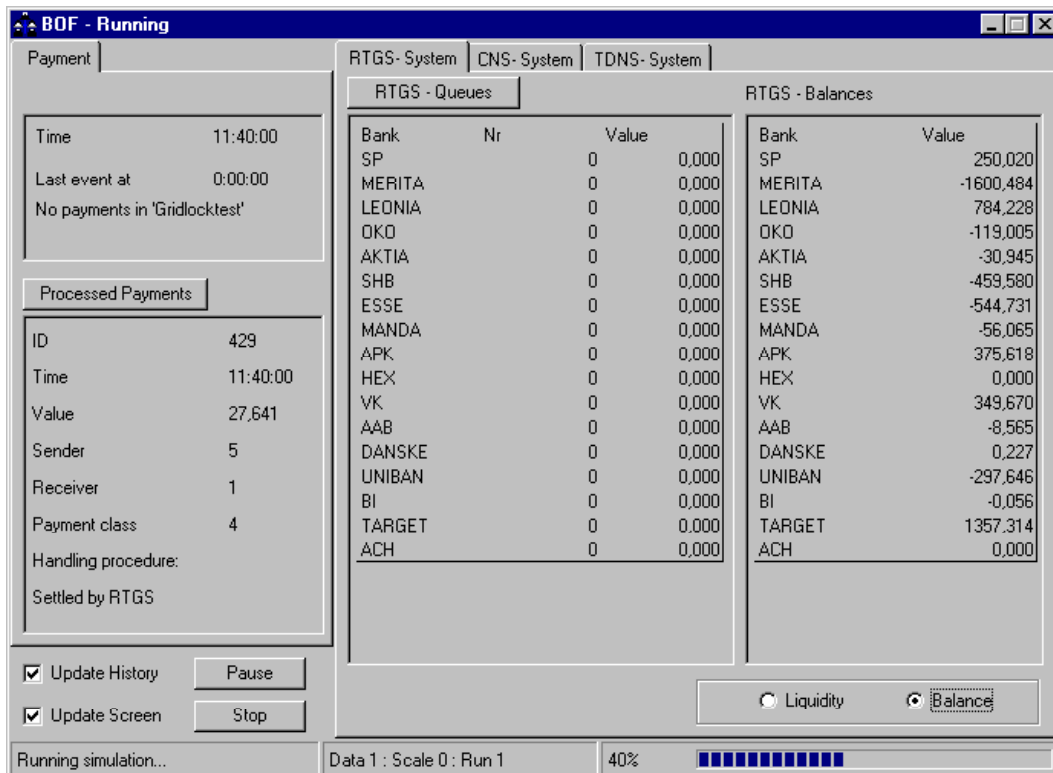 BOF - Running
Payment
Time 11:40:00
Last event at 0:00:00
No payments in 'Gridlocktest'
Processed Payments
ID 429
Time 11:40:00
Value 27,641
Sender 5
Receiver 1
Payment class 4
Handling procedure:
Settled by RTGS
Update History Pause
Update Screen Stop
RTGS- System CNS- System TDNS- System
RTGS - Queues
Bank Nr Value
SP 0 0,000
MERITA 0 0,000
LEONIA 0 0,000
OKO 0 0,000
AKTIA 0 0,000
SHB 0 0,000
ESSE 0 0,000
MANDA 0 0,000
APK 0 0,000
HEX 0 0,000
VK 0 0,000
AAB 0 0,000
DANSKE 0 0,000
UNIBAN 0 0,000
BI 0 0,000
TARGET 0 0,000
ACH 0 0,000
RTGS - Balances
Bank Value
SP 250,020
MERITA -1600,484
LEONIA 784,228
OKO -119,005
AKTIA -30,945
SHB -459,580
ESSE -544,731
MANDA -56,065
APK 375,618
HEX 0,000
VK 349,670
AAB -8,565
DANSKE 0,227
UNIBAN -297,646
BI -0,056
TARGET 1357,314
ACH 0,000
Liquidity Balance
Running simulation... Data 1 : Scale 0 : Run 1 40%